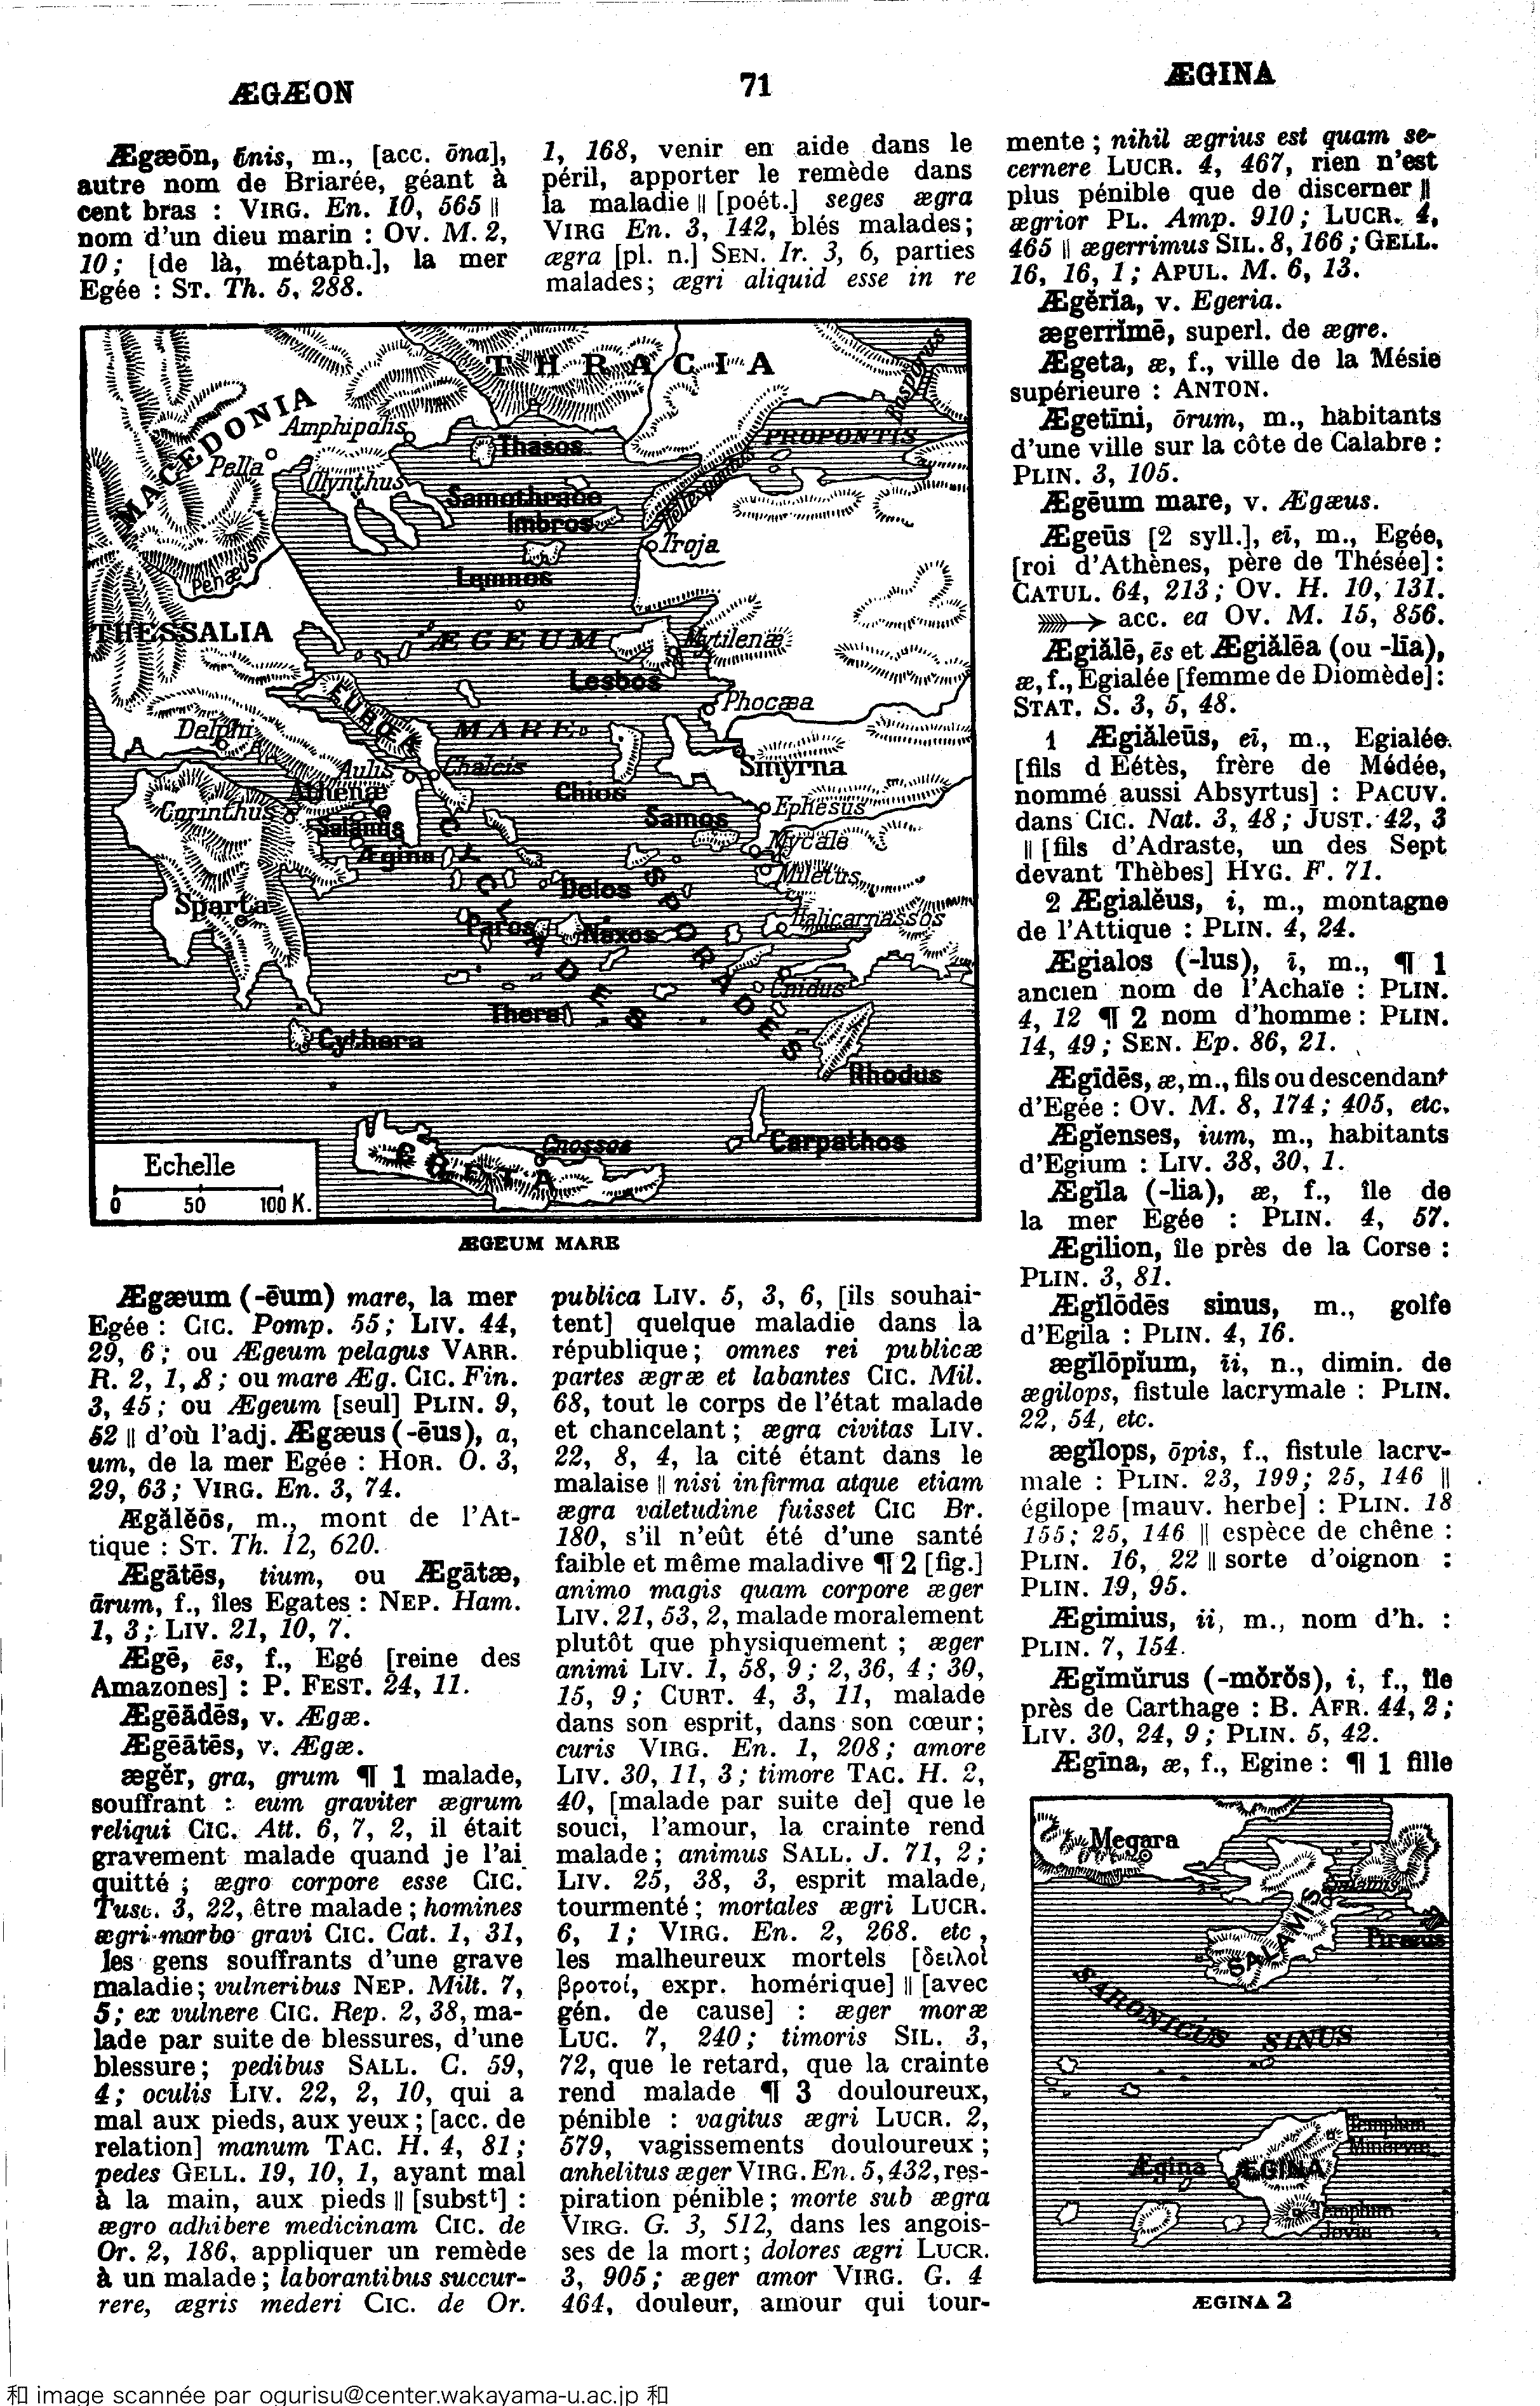 ÆGÆON
71
ÆGINA
Ægæōn, ōnis, m., [acc. ōna],
autre nom de Briarée, géant à
cent bras : VIRG. En. 10, 565 ||
nom d'un dieu marin : Ov. M. 2,
10; [de là, métaph.], la mer
Egée : ST. Th. 5, 288.
THRACIA
MACEDONIA
Amphipolis
Pella
Olynthus
Thasos
Samothrace
Imbros
Hellespontus
PROPONTIS
Bosporus
Troja
Penæus
Lemnos
THESSALIA
ÆGEUM
Mytilenæ
Lesbos
EUBŒA
Phocæa
MARE
Delphi
Chalcis
Aulis
Smyrna
Athenæ
Chios
Corinthus
Salamis
Samos
Ephesus
Mycale
Ægina
Miletus
CYCLADES
Delos
SPORADES
Sparta
Paros
Naxos
Halicarnassos
Cnidus
Thera
Cythera
Rhodus
Carpathos
Cnossos
CRETA
Echelle
0 50 100 K.
ÆGEUM MARE
Ægæum (-ēum) mare, la mer
Egée : CIC. Pomp. 55; LIV. 44,
29, 6; ou Ægeum pelagus VARR.
R. 2, 1, 8; ou mare Æg. CIC. Fin.
3, 45; ou Ægeum [seul] PLIN. 9,
52 || d'où l'adj. Ægæus (-ēus), a,
um, de la mer Egée : HOR. O. 3,
29, 63; VIRG. En. 3, 74.
Ægălĕōs, m., mont de l'At-
tique : ST. Th. 12, 620.
Ægātēs, tium, ou Ægātæ,
ārum, f., îles Egates : NEP. Ham.
1, 3; LIV. 21, 10, 7.
Ægē, ēs, f., Egé [reine des
Amazones] : P. FEST. 24, 11.
Ægēădēs, v. Ægæ.
Ægēātēs, v. Ægæ.
ægĕr, gra, grum ¶ 1 malade,
souffrant : eum graviter ægrum
reliqui CIC. Att. 6, 7, 2, il était
gravement malade quand je l'ai
quitté ; ægro corpore esse CIC.
Tusc. 3, 22, être malade ; homines
ægri morbo gravi CIC. Cat. 1, 31,
les gens souffrants d'une grave
maladie; vulneribus NEP. Milt. 7,
5; ex vulnere CIC. Rep. 2, 38, ma-
lade par suite de blessures, d'une
blessure; pedibus SALL. C. 59,
4; oculis LIV. 22, 2, 10, qui a
mal aux pieds, aux yeux ; [acc. de
relation] manum TAC. H. 4, 81;
pedes GELL. 19, 10, 1, ayant mal
à la main, aux pieds || [substᵗ] :
ægro adhibere medicinam CIC. de
Or. 2, 186, appliquer un remède
à un malade ; laborantibus succur-
rere, ægris mederi CIC. de Or.
1, 168, venir en aide dans le
péril, apporter le remède dans
la maladie || [poét.] seges ægra
VIRG En. 3, 142, blés malades;
ægra [pl. n.] SEN. Ir. 3, 6, parties
malades; ægri aliquid esse in re
publica LIV. 5, 3, 6, [ils souhai-
tent] quelque maladie dans la
république; omnes rei publicæ
partes ægræ et labantes CIC. Mil.
68, tout le corps de l'état malade
et chancelant ; ægra civitas LIV.
22, 8, 4, la cité étant dans le
malaise || nisi infirma atque etiam
ægra valetudine fuisset CIC Br.
180, s'il n'eût été d'une santé
faible et même maladive ¶ 2 [fig.]
animo magis quam corpore æger
LIV. 21, 53, 2, malade moralement
plutôt que physiquement ; æger
animi LIV. 1, 58, 9; 2, 36, 4; 30,
15, 9; CURT. 4, 3, 11, malade
dans son esprit, dans son cœur;
curis VIRG. En. 1, 208; amore
LIV. 30, 11, 3; timore TAC. H. 2,
40, [malade par suite de] que le
souci, l'amour, la crainte rend
malade; animus SALL. J. 71, 2;
LIV. 25, 38, 3, esprit malade,
tourmenté ; mortales ægri LUCR.
6, 1; VIRG. En. 2, 268. etc,
les malheureux mortels [δειλοὶ
βροτοί, expr. homérique] || [avec
gén. de cause] : æger moræ
LUC. 7, 240; timoris SIL. 3,
72, que le retard, que la crainte
rend malade ¶ 3 douloureux,
pénible : vagitus ægri LUCR. 2,
579, vagissements douloureux ;
anhelitus æger VIRG. En. 5, 432, res-
piration pénible; morte sub ægra
VIRG. G. 3, 512, dans les angois-
ses de la mort; dolores ægri LUCR.
3, 905; æger amor VIRG. G. 4
464, douleur, amour qui tour-
mente ; nihil ægrius est quam se-
cernere LUCR. 4, 467, rien n'est
plus pénible que de discerner ||
ægrior PL. Amp. 910; LUCR. 4,
465 || ægerrimus SIL. 8, 166; GELL.
16, 16, 1; APUL. M. 6, 13.
Ægĕrĭa, v. Egeria.
ægerrĭmē, superl. de ægre.
Ægeta, æ, f., ville de la Mésie
supérieure : ANTON.
Ægetīni, ōrum, m., habitants
d'une ville sur la côte de Calabre :
PLIN. 3, 105.
Ægēum mare, v. Ægæus.
Ægeūs [2 syll.], eī, m., Egée,
[roi d'Athènes, père de Thésée] :
CATUL. 64, 213; Ov. H. 10, 131.
acc. ea Ov. M. 15, 856.
Ægiălē, ēs et Ægiălēa (ou -līa),
æ, f., Egialée [femme de Diomède] :
STAT. S. 3, 5, 48.
1 Ægiăleūs, eī, m., Egialée
[fils d Eétès, frère de Médée,
nommé aussi Absyrtus] : PACUV.
dans CIC. Nat. 3, 48; JUST. 42, 3
|| [fils d'Adraste, un des Sept
devant Thèbes] HYG. F. 71.
2 Ægialĕus, i, m., montagne
de l'Attique : PLIN. 4, 24.
Ægialos (-lus), ī, m., ¶ 1
ancien nom de l'Achaïe : PLIN.
4, 12 ¶ 2 nom d'homme : PLIN.
14, 49; SEN. Ep. 86, 21.
Ægīdēs, æ, m., fils ou descendant
d'Egée : Ov. M. 8, 174; 405, etc.
Ægĭenses, ium, m., habitants
d'Egium : LIV. 38, 30, 1.
Ægĭla (-lia), æ, f., île de
la mer Egée : PLIN. 4, 57.
Ægilion, île près de la Corse :
PLIN. 3, 81.
Ægĭlōdēs sinus, m., golfe
d'Egila : PLIN. 4, 16.
ægĭlōpĭum, ĭi, n., dimin. de
ægilops, fistule lacrymale : PLIN.
22, 54, etc.
ægĭlops, ōpis, f., fistule lacry-
male : PLIN. 23, 199; 25, 146 ||
égilope [mauv. herbe] : PLIN. 18
155; 25, 146 || espèce de chêne :
PLIN. 16, 22 || sorte d'oignon :
PLIN. 19, 95.
Ægimius, ii, m., nom d'h. :
PLIN. 7, 154.
Ægĭmŭrus (-mŏrŏs), i, f., île
près de Carthage : B. AFR. 44, 2;
LIV. 30, 24, 9; PLIN. 5, 42.
Ægīna, æ, f., Egine : ¶ 1 fille
Megara
Salamis
SALAMIS
Piræus
SARONICUS SINUS
Templum
Minervæ
Ægina
ÆGINA
Templum
Jovis
ÆGINA 2
和 image scannée par ogurisu@center.wakayama-u.ac.jp 和